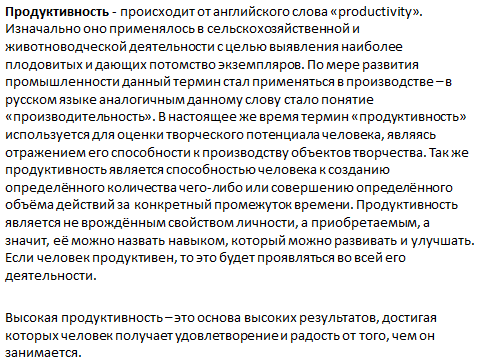 Продуктивность - происходит от английского слова «productivity».
Изначально оно применялось в сельскохозяйственной и
животноводческой деятельности с целью выявления наиболее
плодовитых и дающих потомство экземпляров. По мере развития
промышленности данный термин стал применяться в производстве – в
русском языке аналогичным данному слову стало понятие
«производительность». В настоящее же время термин «продуктивность»
используется для оценки творческого потенциала человека, являясь
отражением его способности к производству объектов творчества. Так же
продуктивность является способностью человека к созданию
определённого количества чего-либо или совершению определённого
объёма действий за конкретный промежуток времени. Продуктивность
является не врождённым свойством личности, а приобретаемым, а
значит, её можно назвать навыком, который можно развивать и улучшать.
Если человек продуктивен, то это будет проявляться во всей его
деятельности.
Высокая продуктивность – это основа высоких результатов, достигая
которых человек получает удовлетворение и радость от того, чем он
занимается.